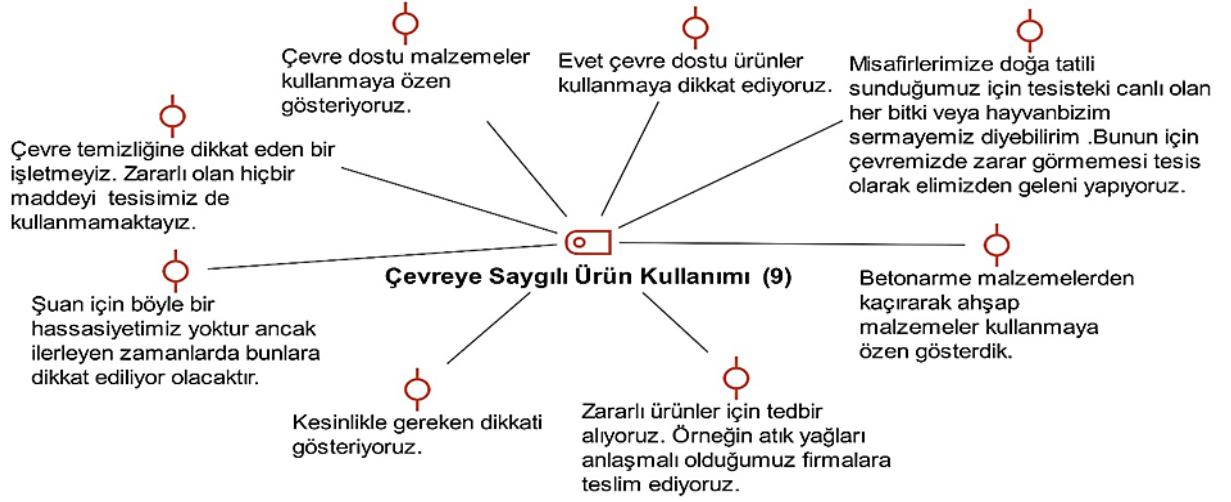 Çevre dostu malzemeler
kullanmaya özen
gösteriyoruz.
Evet çevre dostu ürünler
kullanmaya dikkat ediyoruz.
Misafirlerimize doğa tatili
sunduğumuz için tesisteki canlı olan
her bitki veya hayvanbizim
sermayemiz diyebilirim .Bunun için
çevremizde zarar görmemesi tesis
olarak elimizden geleni yapıyoruz.
Çevre temizliğine dikkat eden bir
işletmeyiz. Zararlı olan hiçbir
maddeyi tesisimiz de
kullanmamaktayız.
Çevreye Saygılı Ürün Kullanımı (9)
Şuan için böyle bir
hassasiyetimiz yoktur ancak
ilerleyen zamanlarda bunlara
dikkat ediliyor olacaktır.
Betonarme malzemelerden
kaçırarak ahşap
malzemeler kullanmaya
özen gösterdik.
Kesinlikle gereken dikkati
gösteriyoruz.
Zararlı ürünler için tedbir
alıyoruz. Örneğin atık yağları
anlaşmalı olduğumuz firmalara
teslim ediyoruz.